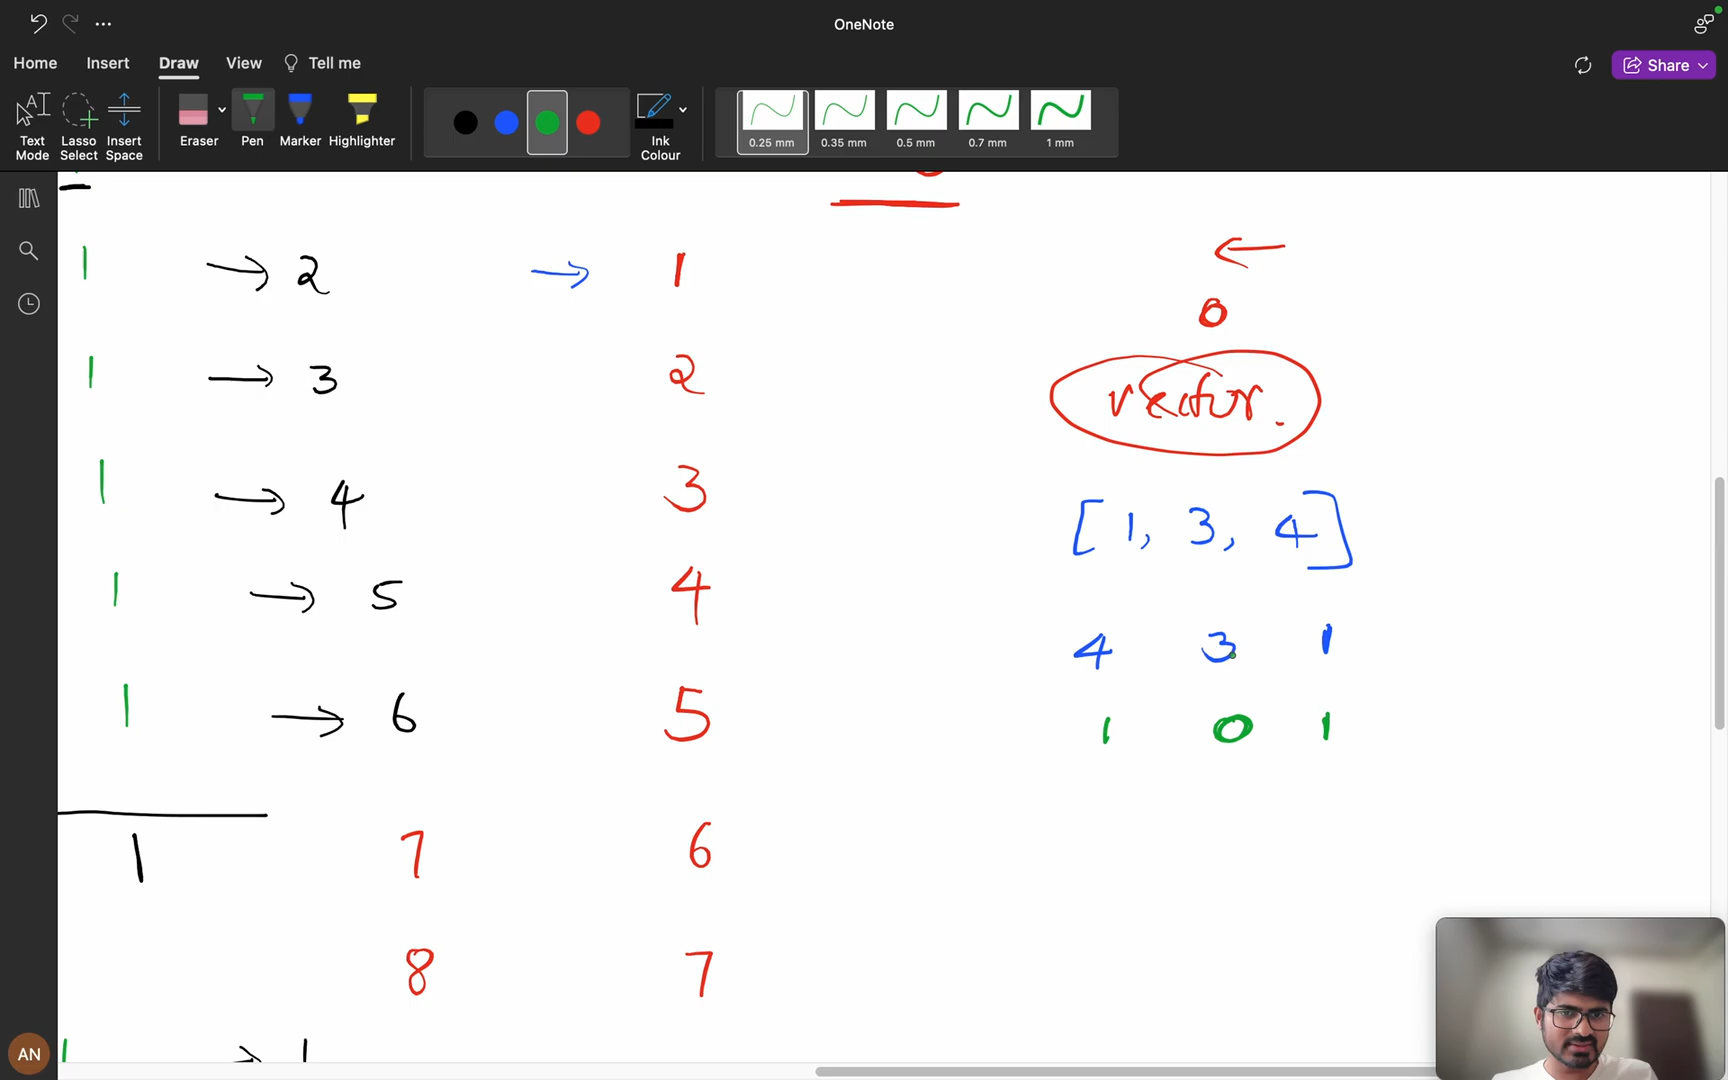 OneNote
Home Insert Draw View Tell me Share
Text Mode Lasso Select Insert Space Eraser Pen Marker Highlighter Ink Colour 0.25 mm 0.35 mm 0.5 mm 0.7 mm 1 mm
1 → 2 → 1 ←
0
1 → 3 2 vector.
1 → 4 3 [ 1, 3, 4 ]
1 → 5 4 4 3 1
1 → 6 5 1 0 1
1 7 6
8 7
1 → 1
AN